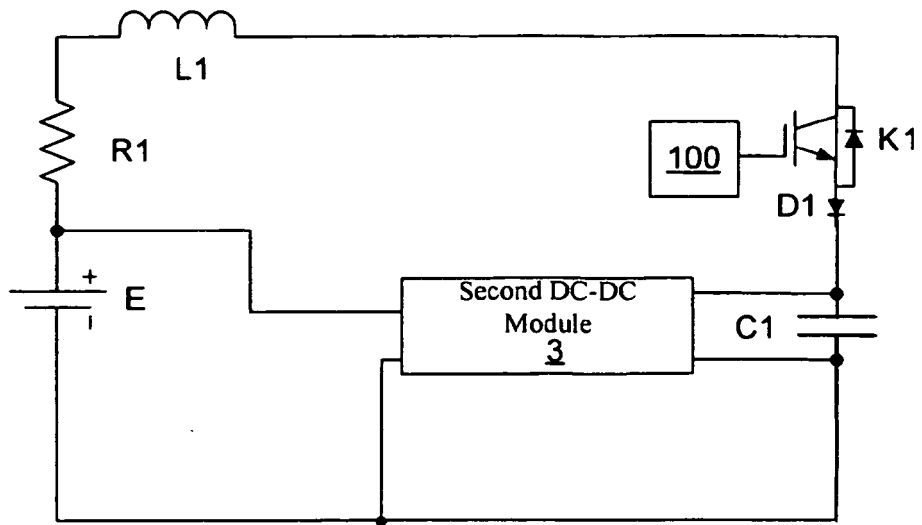 L1
R1
100
K1
D1
+
E
Second DC-DC
Module
3
C1